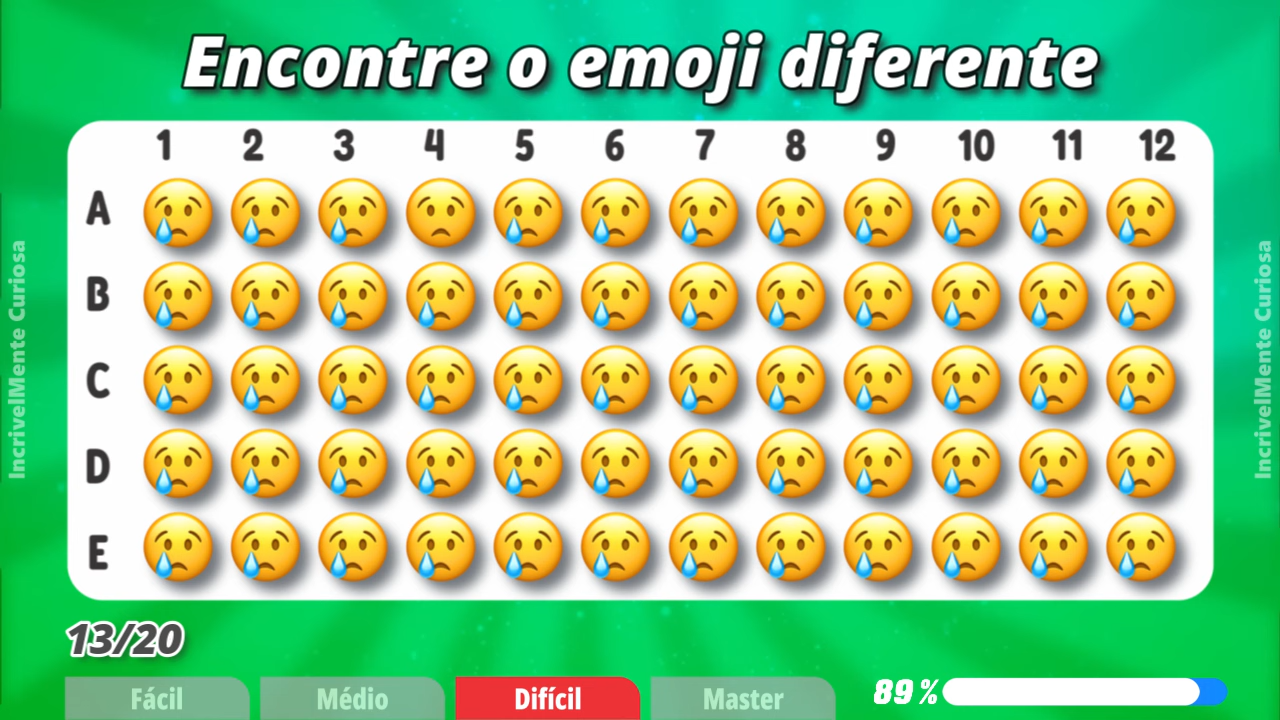 Encontre o emoji diferente
1 2 3 4 5 6 7 8 9 10 11 12
A
B
C
D
E
IncrivelMente Curiosa
IncrivelMente Curiosa
13/20
Fácil Médio Difícil Master 89%